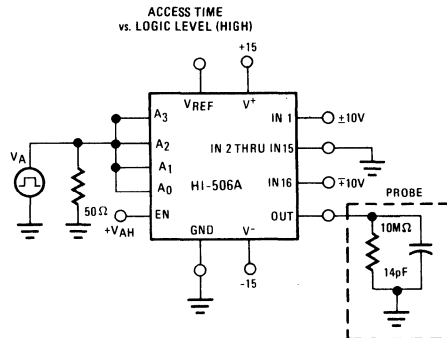 ACCESS TIME
vs. LOGIC LEVEL (HIGH)
+15
VREF
V+
A3
A2
A1
A0
EN
HI-506A
IN 1
±10V
IN 2 THRU IN15
IN16
∓10V
OUT
GND
V-
-15
VA
50Ω
+VAH
PROBE
10MΩ
14pF